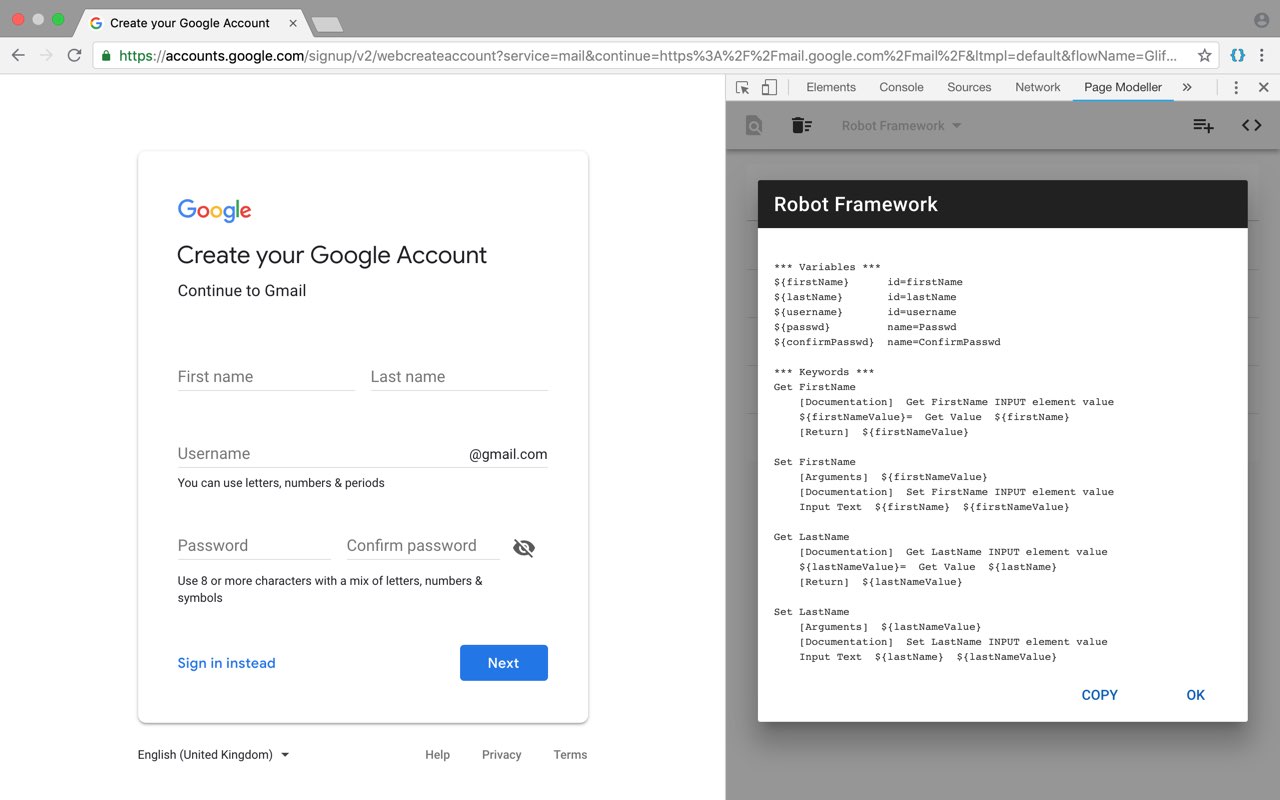 Create your Google Account
https://accounts.google.com/signup/v2/webcreateaccount?service=mail&continue=https%3A%2F%2Fmail.google.com%2Fmail%2F&ltmpl=default&flowName=Glif...
Google
Create your Google Account
Continue to Gmail
First name Last name
Username @gmail.com
You can use letters, numbers & periods
Password Confirm password
Use 8 or more characters with a mix of letters, numbers &
symbols
Sign in instead Next
English (United Kingdom) Help Privacy Terms
Elements Console Sources Network Page Modeller »
Robot Framework
Robot Framework
*** Variables ***
${firstName} id=firstName
${lastName} id=lastName
${username} id=username
${passwd} name=Passwd
${confirmPasswd} name=ConfirmPasswd
*** Keywords ***
Get FirstName
[Documentation] Get FirstName INPUT element value
${firstNameValue}= Get Value ${firstName}
[Return] ${firstNameValue}
Set FirstName
[Arguments] ${firstNameValue}
[Documentation] Set FirstName INPUT element value
Input Text ${firstName} ${firstNameValue}
Get LastName
[Documentation] Get LastName INPUT element value
${lastNameValue}= Get Value ${lastName}
[Return] ${lastNameValue}
Set LastName
[Arguments] ${lastNameValue}
[Documentation] Set LastName INPUT element value
Input Text ${lastName} ${lastNameValue}
COPY OK